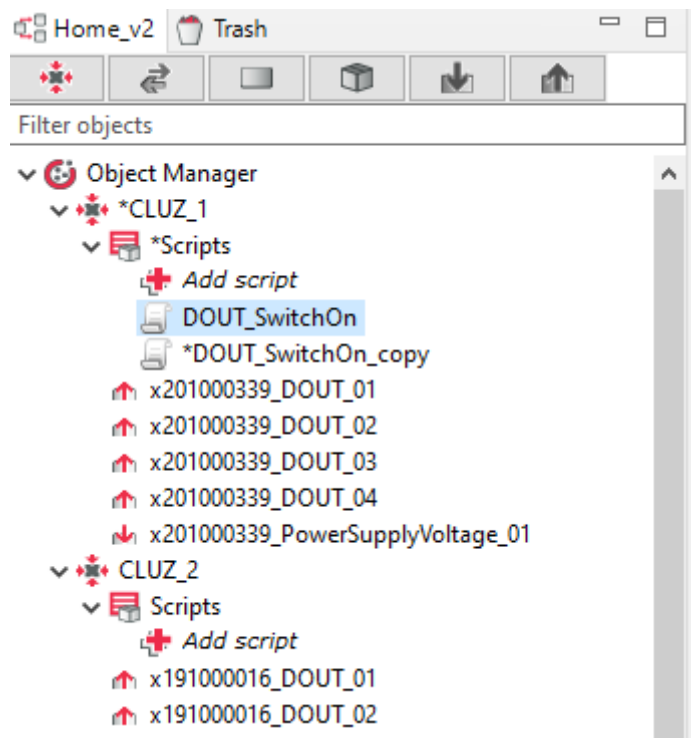 Home_v2 Trash
Filter objects
Object Manager
*CLUZ_1
*Scripts
Add script
DOUT_SwitchOn
*DOUT_SwitchOn_copy
x201000339_DOUT_01
x201000339_DOUT_02
x201000339_DOUT_03
x201000339_DOUT_04
x201000339_PowerSupplyVoltage_01
CLUZ_2
Scripts
Add script
x191000016_DOUT_01
x191000016_DOUT_02